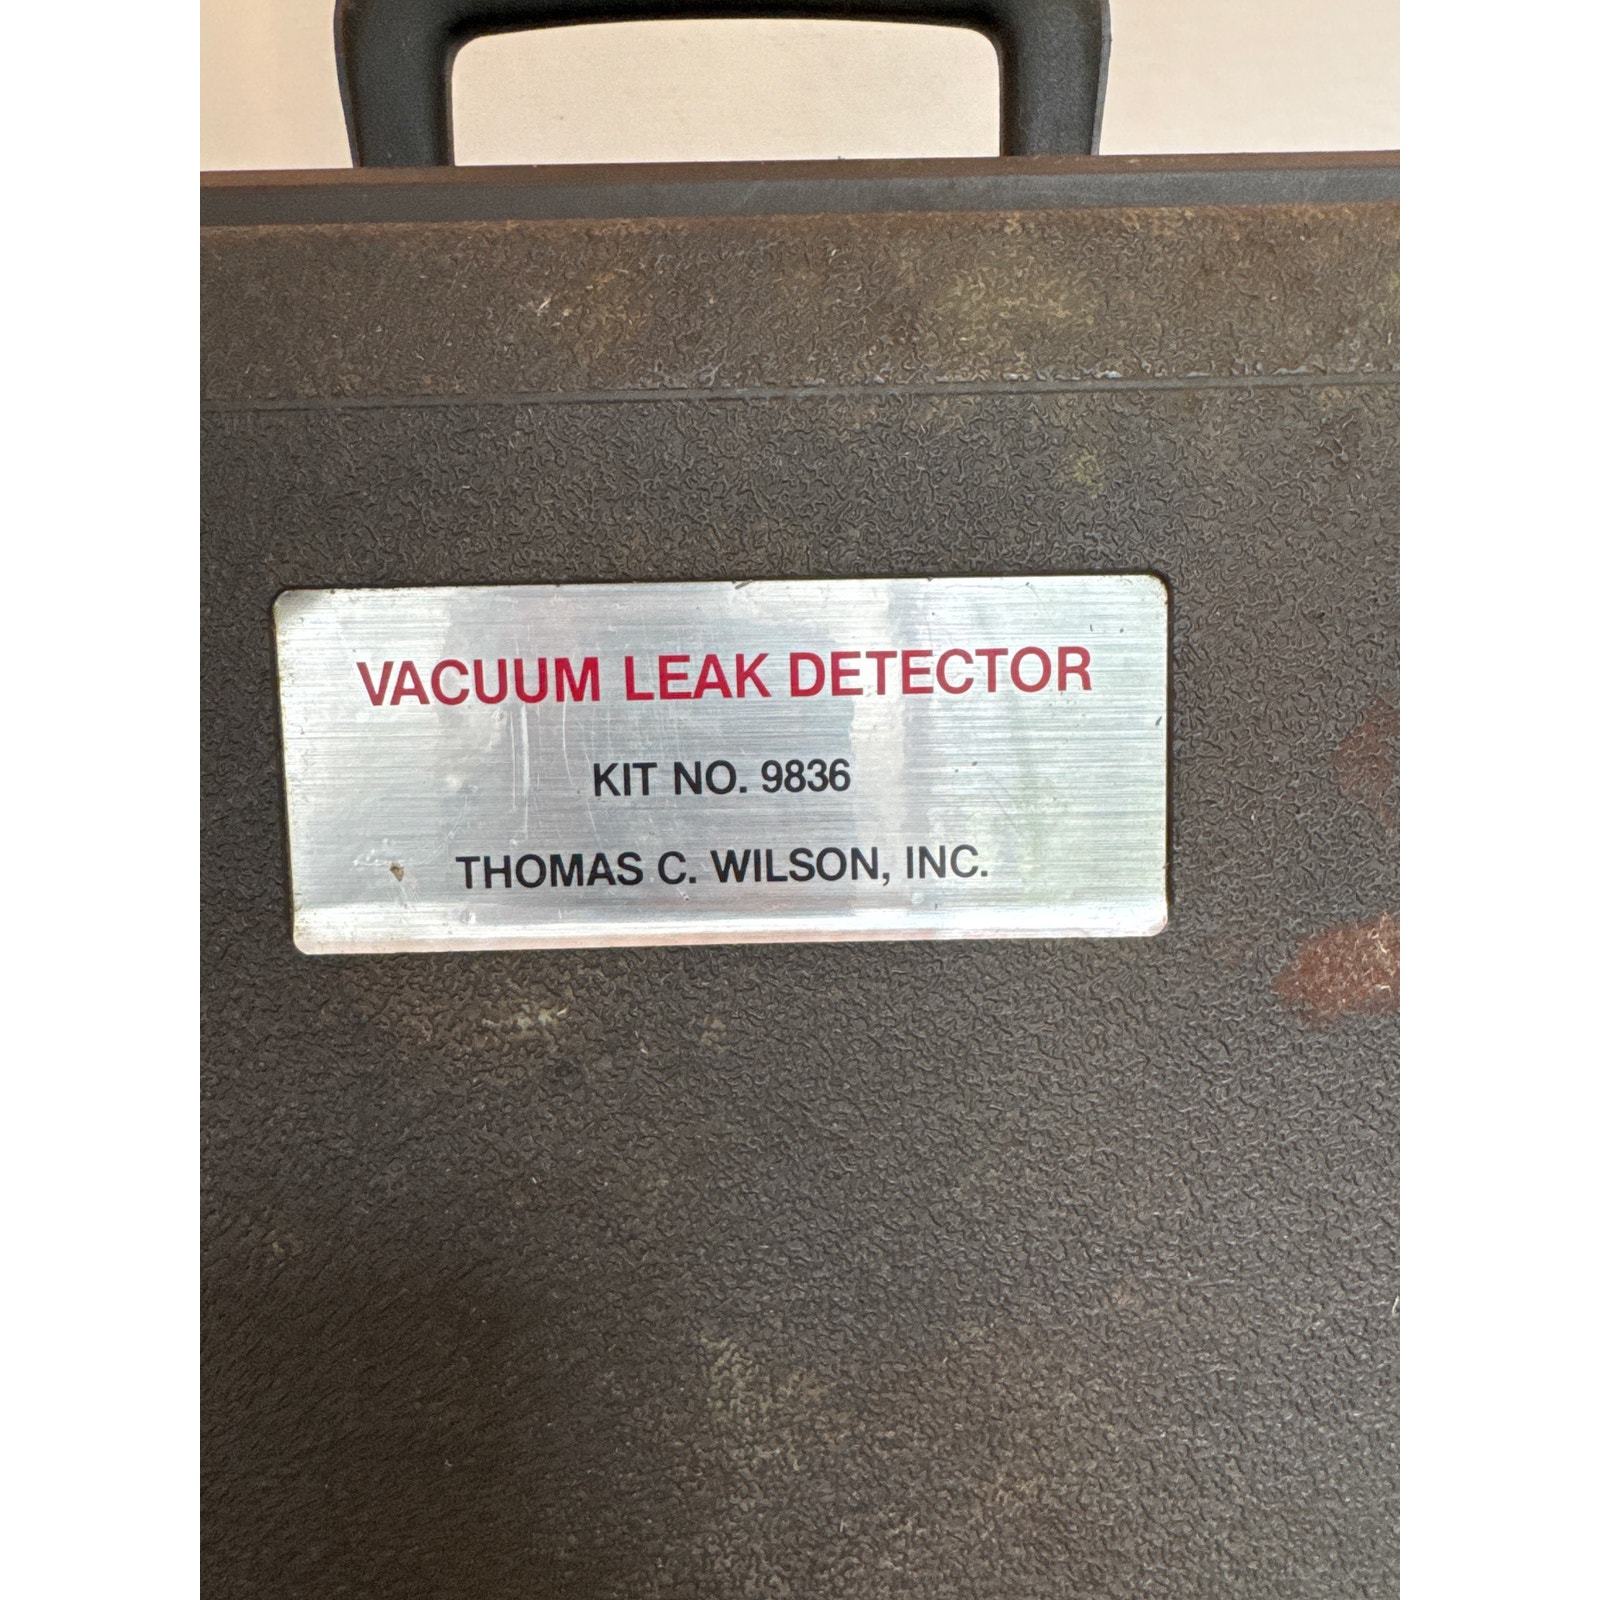 VACUUM LEAK DETECTOR
KIT NO. 9836
THOMAS C. WILSON, INC.